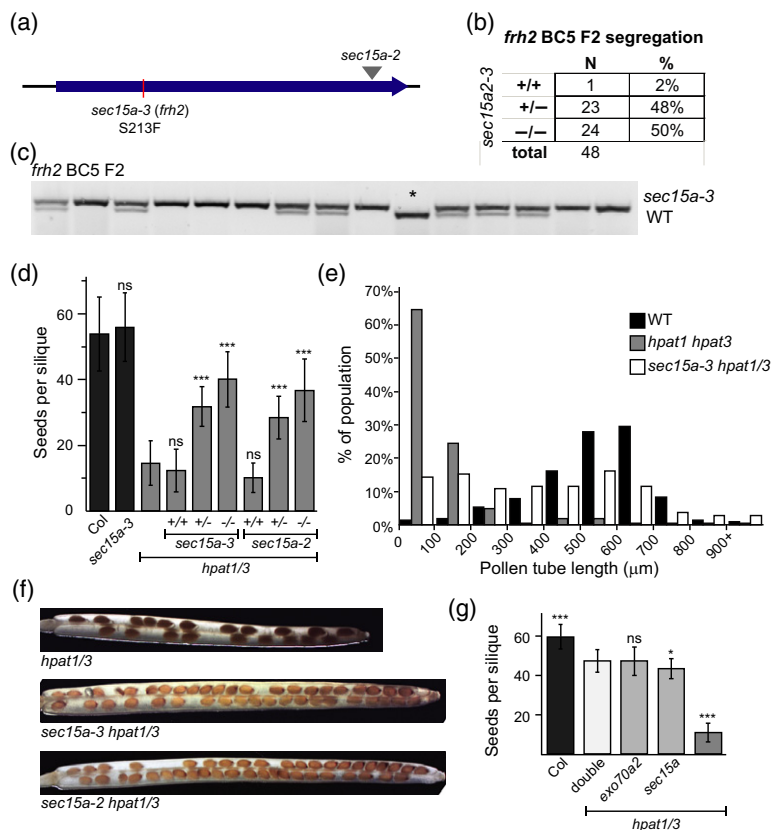 (a)
sec15a-2
sec15a-3 (frh2)
S213F
(b)
frh2 BC5 F2 segregation
N %
sec15a2-3
+/+ 1 2%
+/− 23 48%
−/− 24 50%
total 48
(c)
frh2 BC5 F2
*
sec15a-3
WT
(d)
Seeds per silique
60
40
20
0
ns
ns
***
***
ns
***
***
Col
sec15a-3
+/+ +/- -/- +/+ +/- -/-
sec15a-3 sec15a-2
hpat1/3
(e)
% of population
70%
60%
50%
40%
30%
20%
10%
0%
WT
hpat1 hpat3
sec15a-3 hpat1/3
0 100 200 300 400 500 600 700 800 900+
Pollen tube length (µm)
(f)
hpat1/3
sec15a-3 hpat1/3
sec15a-2 hpat1/3
(g)
Seeds per silique
60
40
20
***
ns
*
***
Col
double
exo70a2
sec15a
hpat1/3